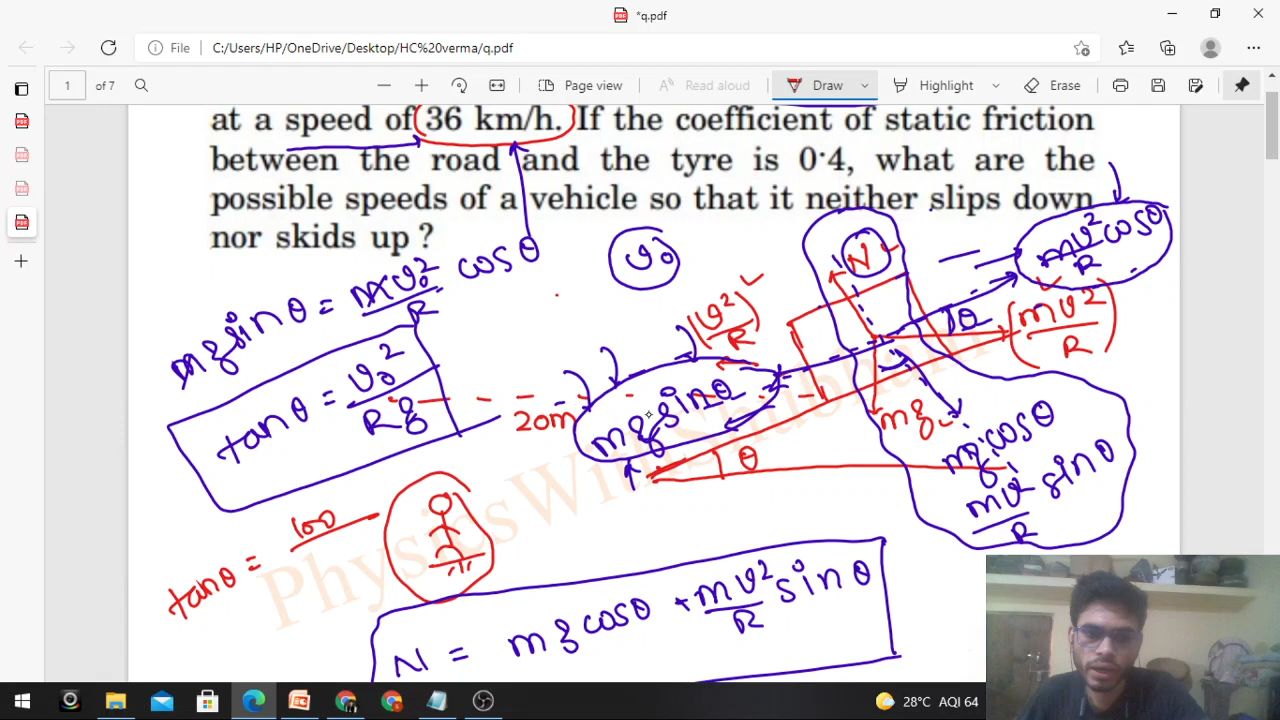 *q.pdf
File C:/Users/HP/OneDrive/Desktop/HC%20verma/q.pdf
1 of 7 Page view Read aloud Draw Highlight Erase
at a speed of 36 km/h. If the coefficient of static friction
between the road and the tyre is 0·4, what are the
possible speeds of a vehicle so that it neither slips down
nor skids up ?
v₀
N
mv²/R cosθ
mg sinθ = mv₀²/R cosθ
θ
(mv²/R)
(v²/R)
tanθ = v₀²/Rg
20m
mg sinθ
mg
θ
mg cosθ
mv²/R sinθ
tanθ = 100
PhysicsWithShubham
N = mg cosθ + mv²/R sinθ
28°C AQI 64